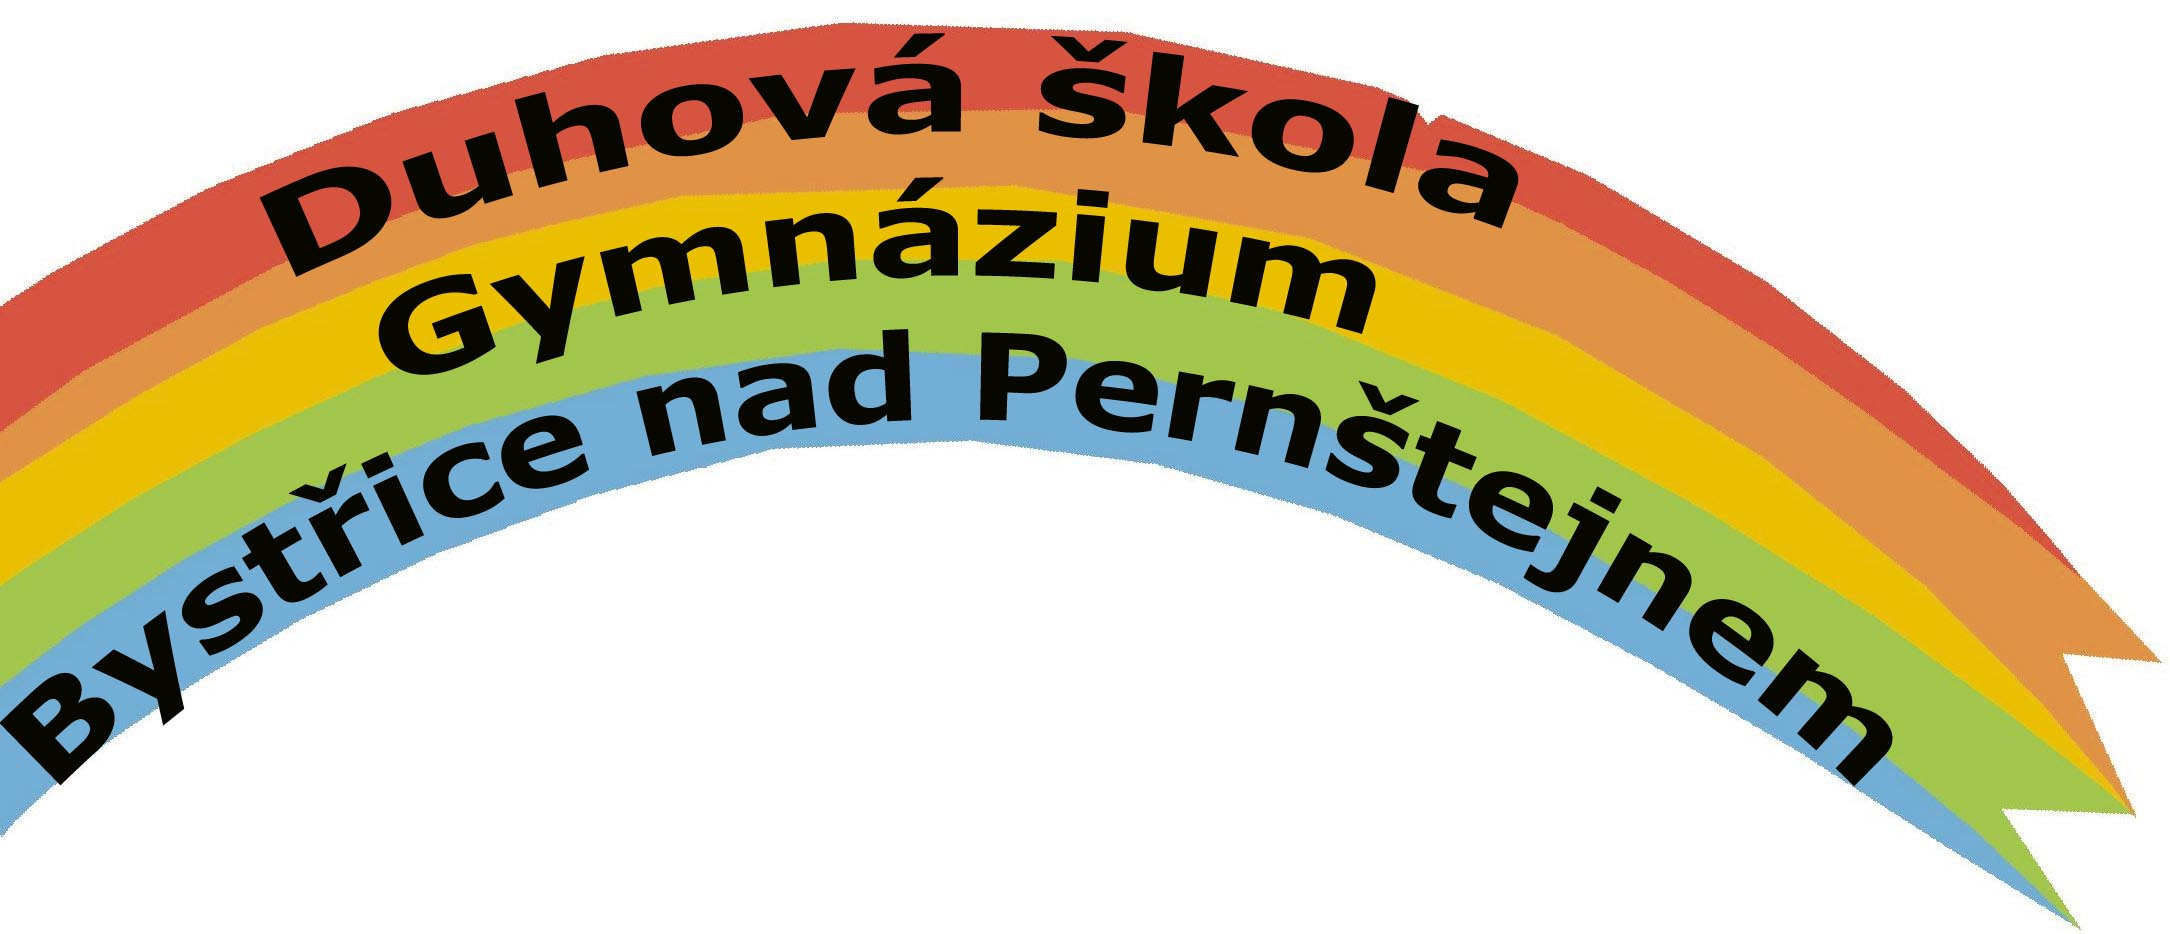 Duhová škola
Gymnázium
Bystřice nad Pernštejnem